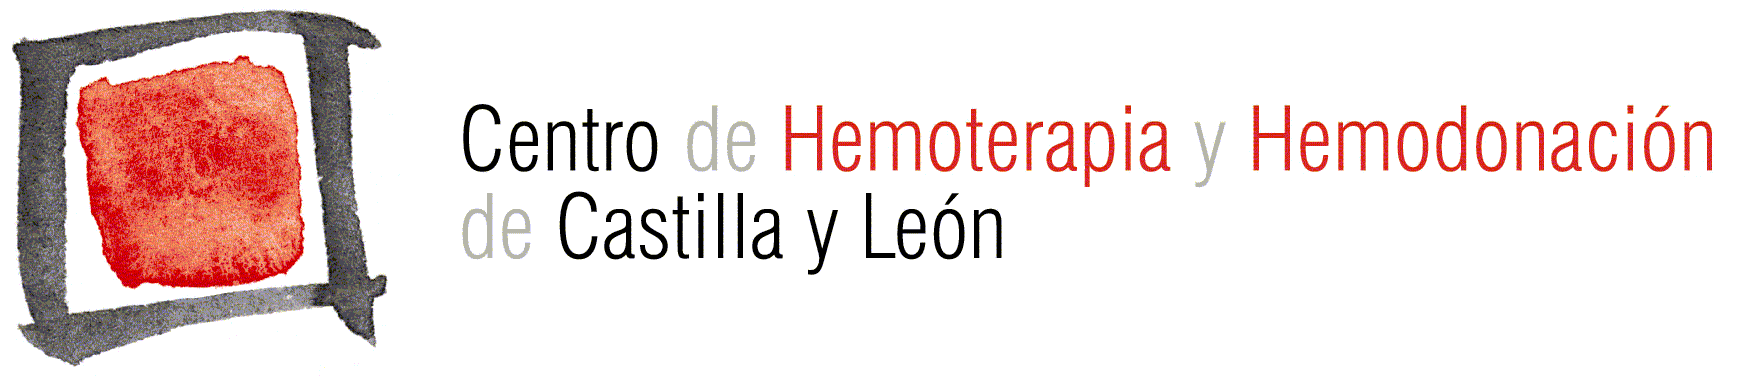 Centro de Hemoterapia y Hemodonación
de Castilla y León